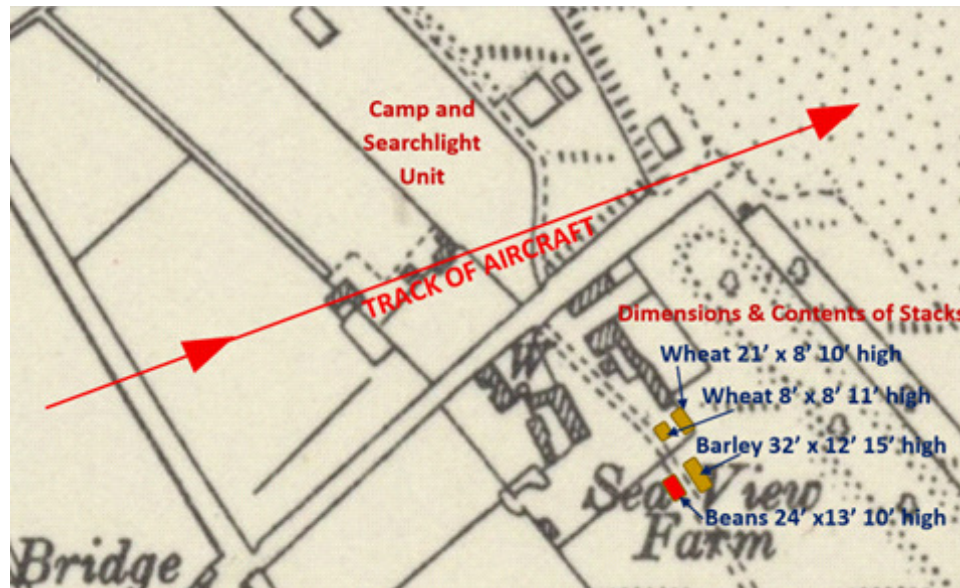 Camp and
Searchlight
Unit
TRACK OF AIRCRAFT
Dimensions & Contents of Stacks
W
Wheat 21’ x 8’ 10’ high
Wheat 8’ x 8’ 11’ high
Barley 32’ x 12’ 15’ high
Sea View
Farm
Beans 24’ x13’ 10’ high
Bridge